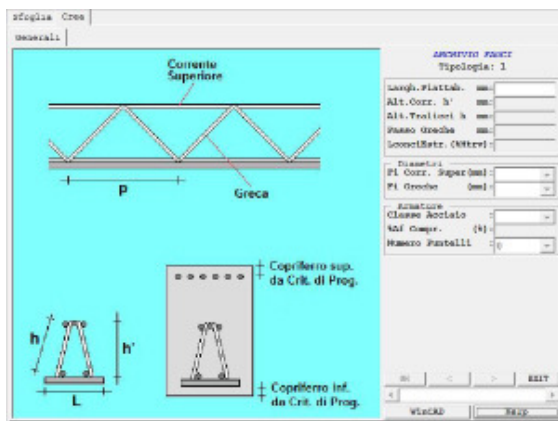 Sfoglia Crea
Generali
Corrente
Superiore
p
Greca
Copriferro sup.
da Crit. di Prog.
h
h'
L
Copriferro inf.
da Crit. di Prog.
ARCHIVIO
Tipologia: 1
Largh.Piattab. mm:
Alt.Corr. h' mm:
Alt.Tralicci h mm:
Passo Greche mm:
Diametri
Fi Corr. Super(mm):
Fi Greche (mm):
Armature
Classe Acciaio :
%Af Compr. (%):
Numero Puntelli : 0
< > EXIT
WinCAD Help